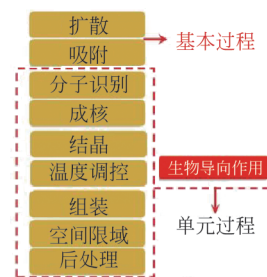 扩散
吸附
基本过程
分子识别
成核
结晶
温度调控
生物导向作用
组装
空间限域
后处理
单元过程